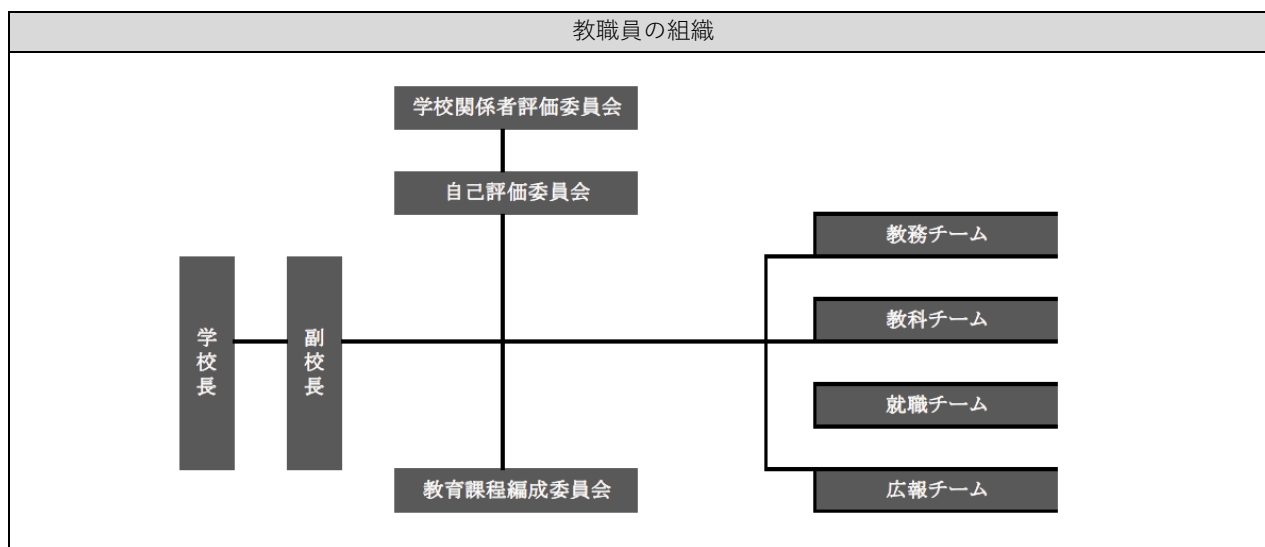 教職員の組織
学校関係者評価委員会
自己評価委員会
学校長
副校長
教務チーム
教科チーム
就職チーム
広報チーム
教育課程編成委員会